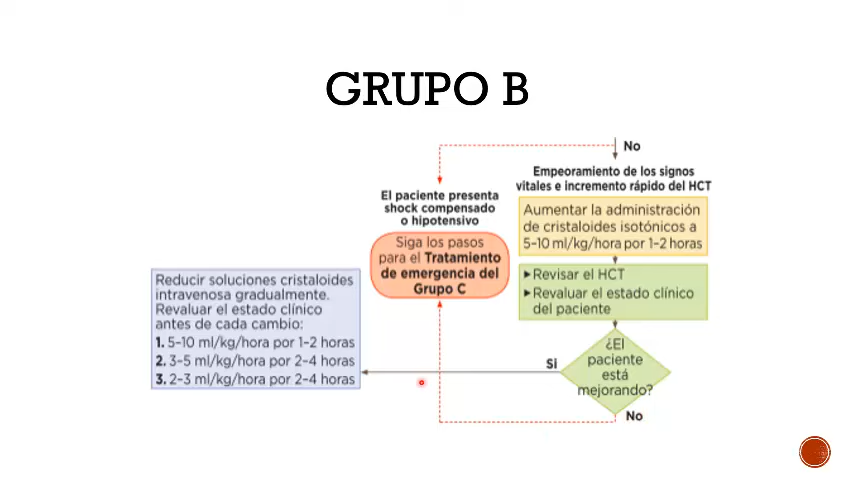 GRUPO B
No
Empeoramiento de los signos
vitales e incremento rápido del HCT
Aumentar la administración
de cristaloides isotónicos a
5–10 ml/kg/hora por 1–2 horas
El paciente presenta
shock compensado
o hipotensivo
Siga los pasos
para el Tratamiento
de emergencia del
Grupo C
▶Revisar el HCT
▶Revaluar el estado clínico
del paciente
¿El
paciente
está
mejorando?
Si
No
Reducir soluciones cristaloides
intravenosa gradualmente.
Revaluar el estado clínico
antes de cada cambio:
1. 5–10 ml/kg/hora por 1–2 horas
2. 3–5 ml/kg/hora por 2–4 horas
3. 2–3 ml/kg/hora por 2–4 horas